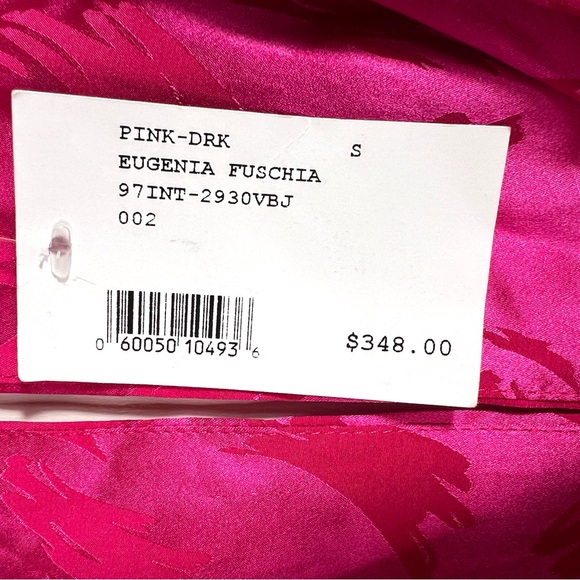 PINK-DRK S
EUGENIA FUSCHIA
97INT-2930VBJ
002
0 60050 10493 6
$348.00